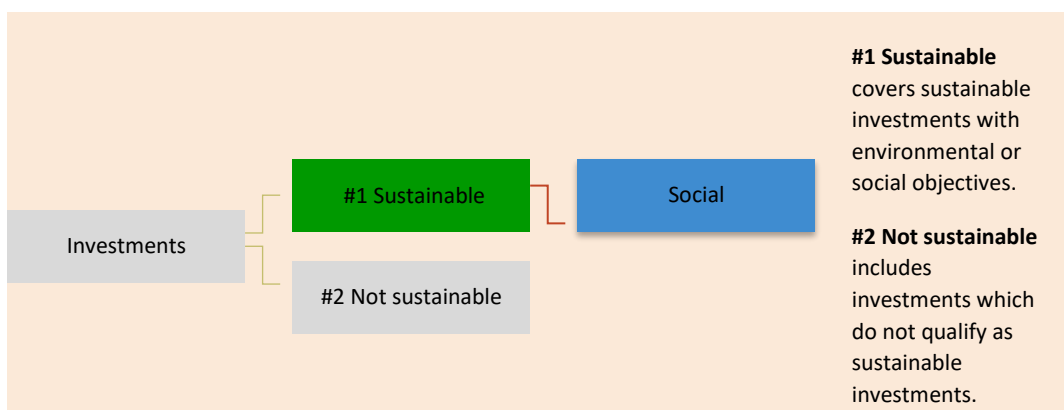 Investments
#1 Sustainable
#2 Not sustainable
Social
#1 Sustainable
covers sustainable
investments with
environmental or
social objectives.
#2 Not sustainable
includes
investments which
do not qualify as
sustainable
investments.